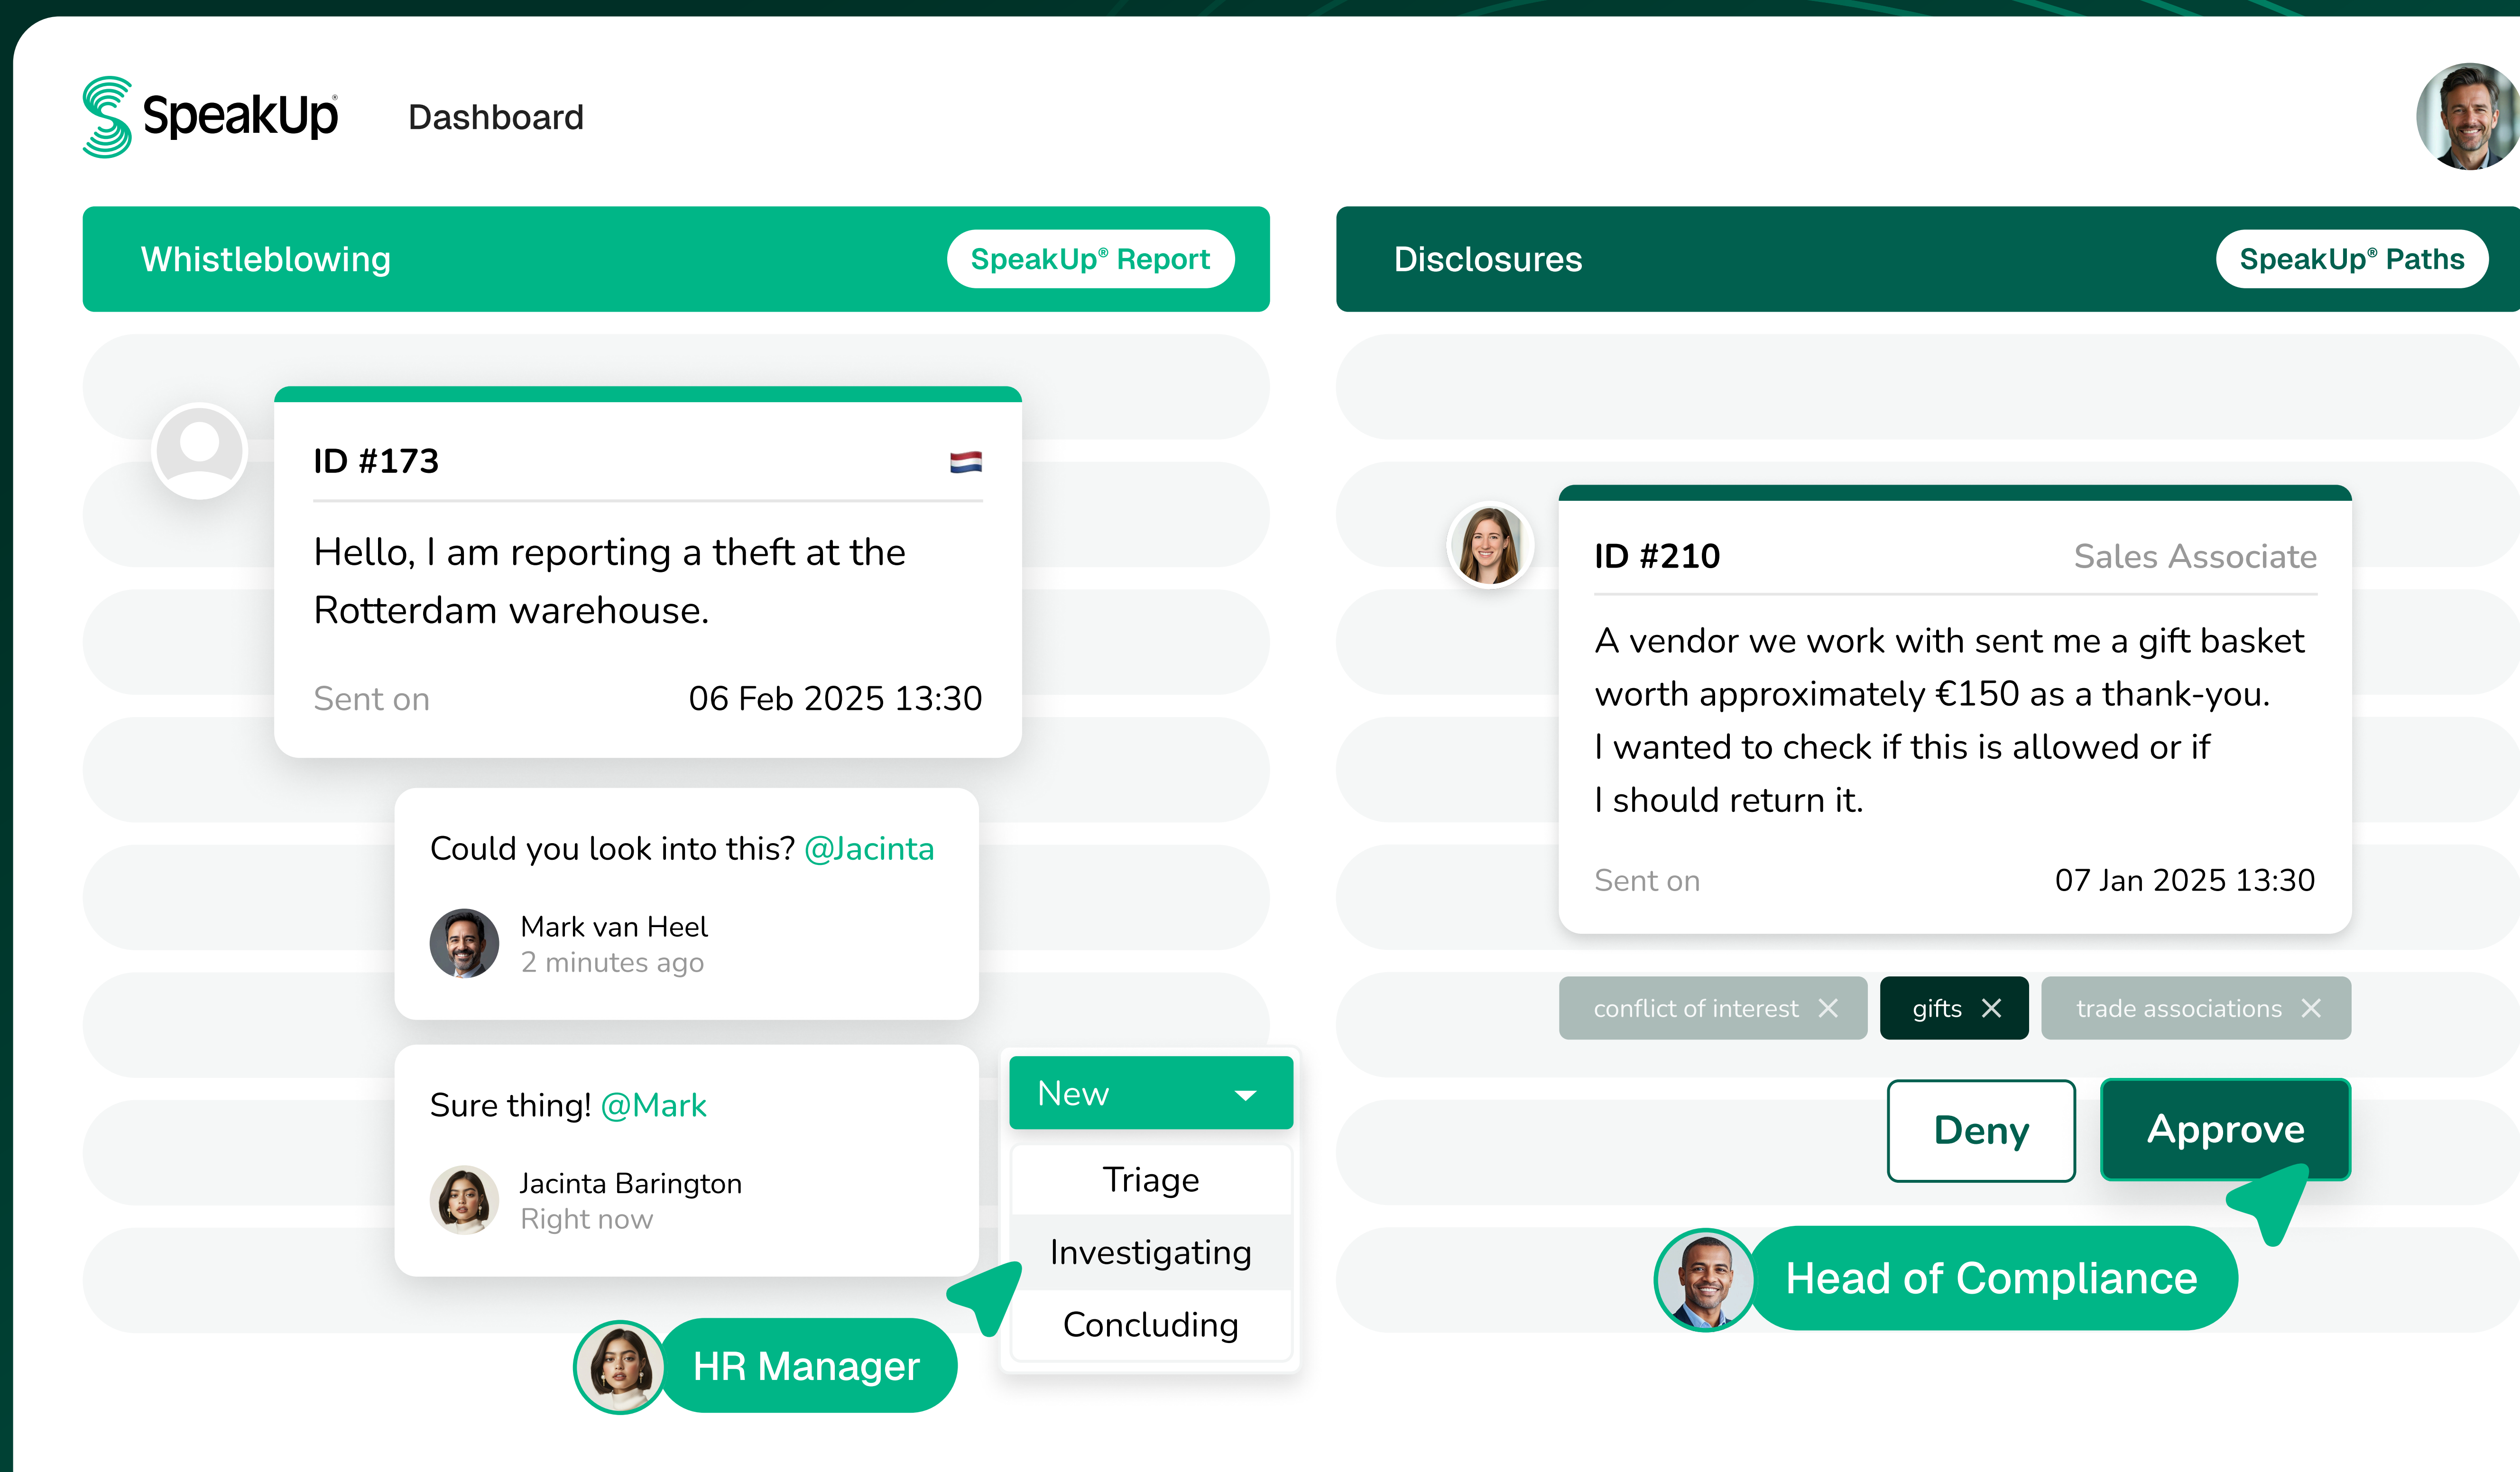 SpeakUp®
Dashboard
Whistleblowing
SpeakUp® Report
ID #173
Hello, I am reporting a theft at the
Rotterdam warehouse.
Sent on
06 Feb 2025 13:30
Could you look into this? @Jacinta
Mark van Heel
2 minutes ago
Sure thing! @Mark
Jacinta Barington
Right now
New
Triage
Investigating
Concluding
HR Manager
Disclosures
SpeakUp® Paths
ID #210
Sales Associate
A vendor we work with sent me a gift basket
worth approximately €150 as a thank-you.
I wanted to check if this is allowed or if
I should return it.
Sent on
07 Jan 2025 13:30
conflict of interest
gifts
trade associations
Deny
Approve
Head of Compliance